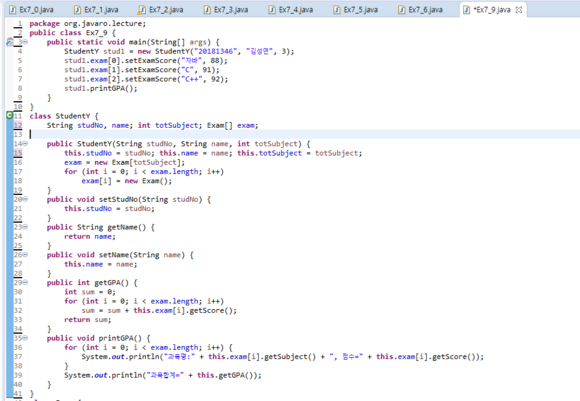 Ex7_0.java Ex7_1.java Ex7_2.java Ex7_3.java Ex7_4.java Ex7_5.java Ex7_6.java *Ex7_9.java
1 package org.javaro.lecture;
2 public class Ex7_9 {
3 public static void main(String[] args) {
4 StudentY stud1 = new StudentY("20181346", "김성연", 3);
5 stud1.exam[0].setExamScore("자바", 88);
6 stud1.exam[1].setExamScore("C", 91);
7 stud1.exam[2].setExamScore("C++", 92);
8 stud1.printGPA();
9 }
10 }
11 class StudentY {
12 String studNo, name; int totSubject; Exam[] exam;
13
14 public StudentY(String studNo, String name, int totSubject) {
15 this.studNo = studNo; this.name = name; this.totSubject = totSubject;
16 exam = new Exam[totSubject];
17 for (int i = 0; i < exam.length; i++)
18 exam[i] = new Exam();
19 }
20 public void setStudNo(String studNo) {
21 this.studNo = studNo;
22 }
23 public String getName() {
24 return name;
25 }
26 public void setName(String name) {
27 this.name = name;
28 }
29 public int getGPA() {
30 int sum = 0;
31 for (int i = 0; i < exam.length; i++)
32 sum = sum + this.exam[i].getScore();
33 return sum;
34 }
35 public void printGPA() {
36 for (int i = 0; i < exam.length; i++) {
37 System.out.println("과목명:" + this.exam[i].getSubject() + ", 점수=" + this.exam[i].getScore());
38 }
39 System.out.println("과목합계=" + this.getGPA());
40 }
41 }